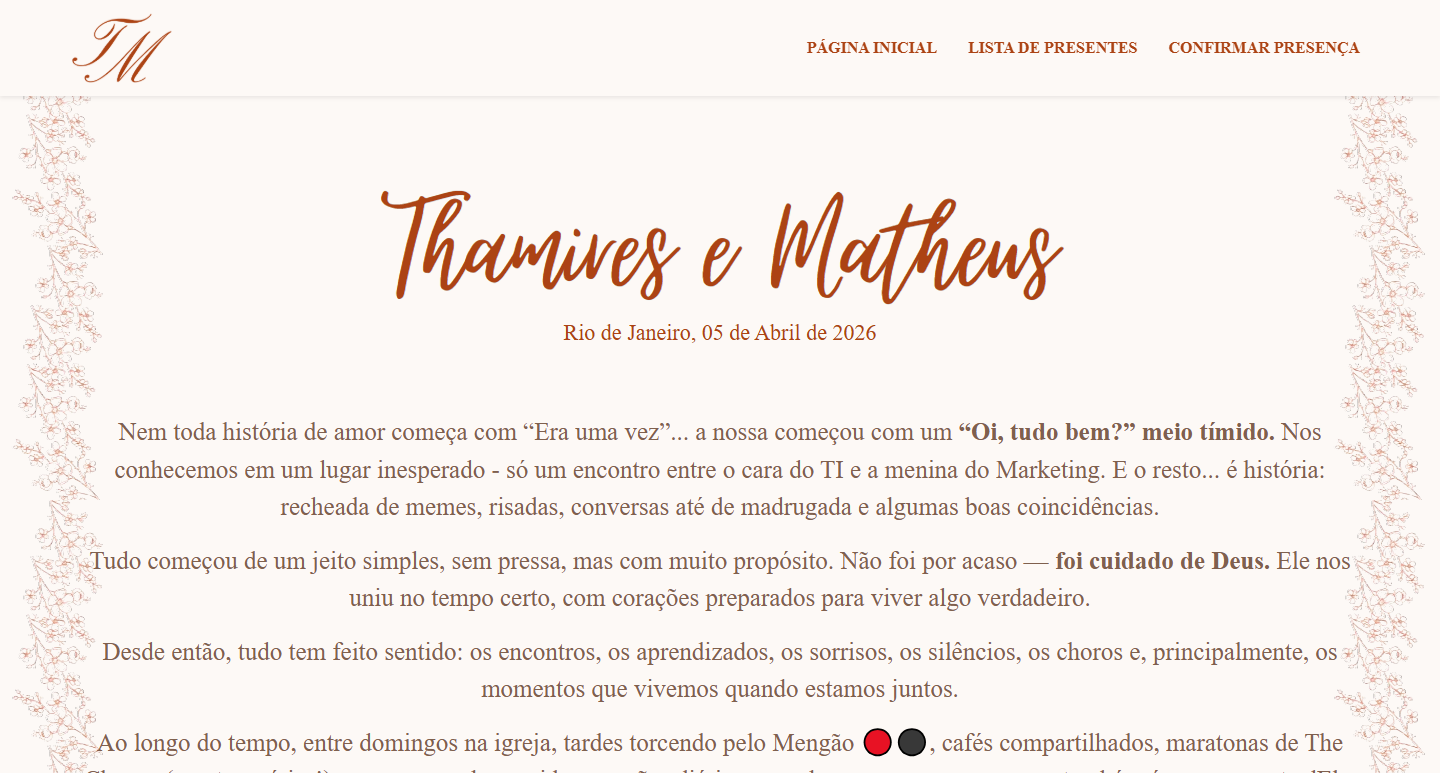 TM
PÁGINA INICIAL LISTA DE PRESENTES CONFIRMAR PRESENÇA
Thamires e Matheus
Rio de Janeiro, 05 de Abril de 2026
Nem toda história de amor começa com “Era uma vez”... a nossa começou com um “Oi, tudo bem?” meio tímido. Nos
conhecemos em um lugar inesperado - só um encontro entre o cara do TI e a menina do Marketing. E o resto... é história:
recheada de memes, risadas, conversas até de madrugada e algumas boas coincidências.
Tudo começou de um jeito simples, sem pressa, mas com muito propósito. Não foi por acaso — foi cuidado de Deus. Ele nos
uniu no tempo certo, com corações preparados para viver algo verdadeiro.
Desde então, tudo tem feito sentido: os encontros, os aprendizados, os sorrisos, os silêncios, os choros e, principalmente, os
momentos que vivemos quando estamos juntos.
Ao longo do tempo, entre domingos na igreja, tardes torcendo pelo Mengão 🔴⚫, cafés compartilhados, maratonas de The